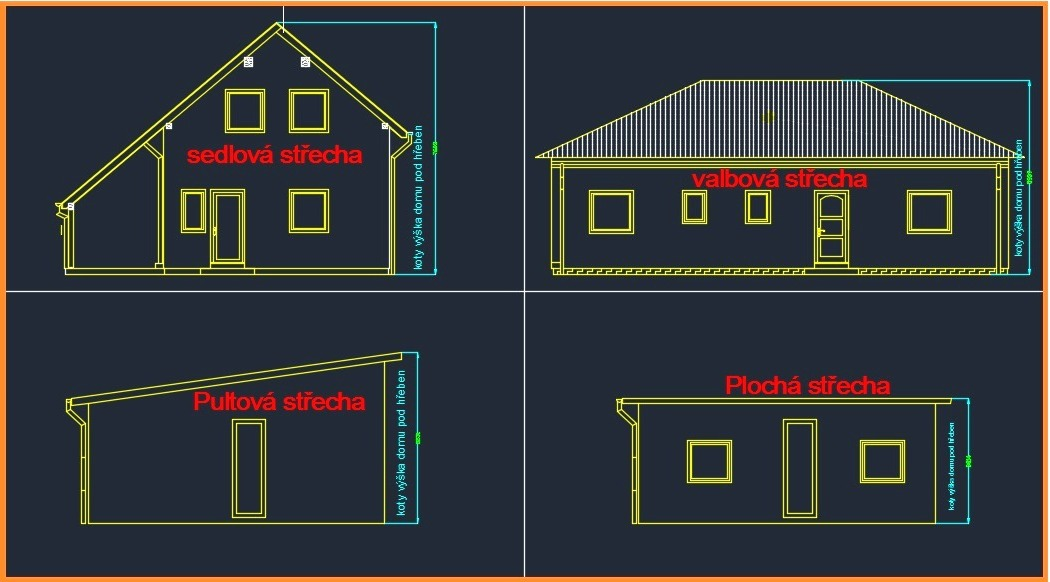 sedlová střecha
koty výška domu pod hřeben
valbová střecha
koty výška domu pod hřeben
Pultová střecha
koty výška domu pod hřeben
Plochá střecha
koty výška domu pod hřeben